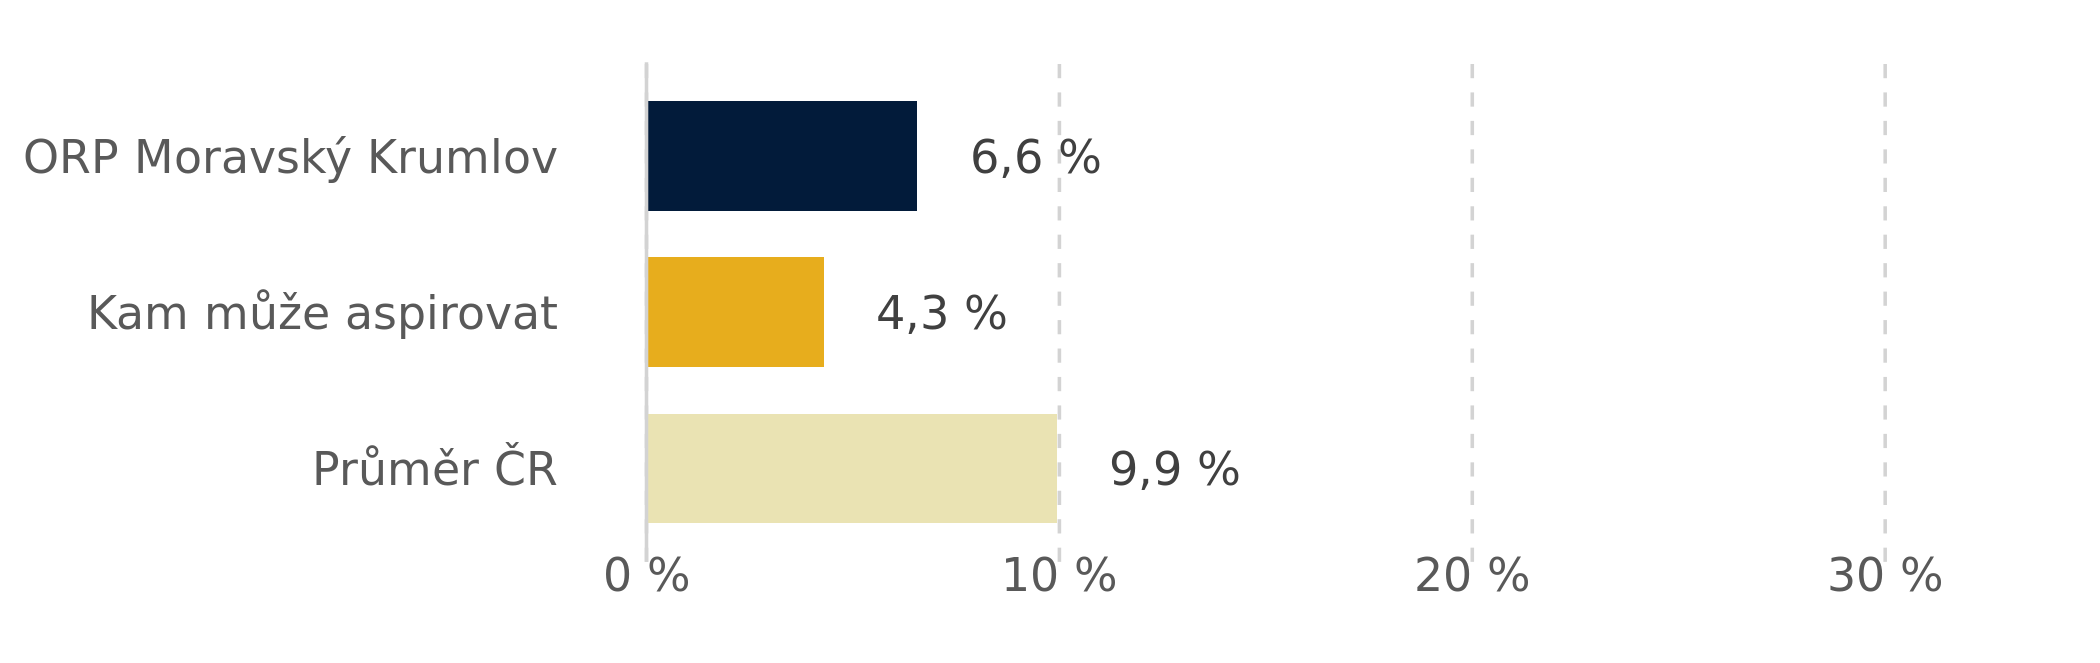 ORP Moravský Krumlov 6,6 %
Kam může aspirovat 4,3 %
Průměr ČR 9,9 %
0 % 10 % 20 % 30 %